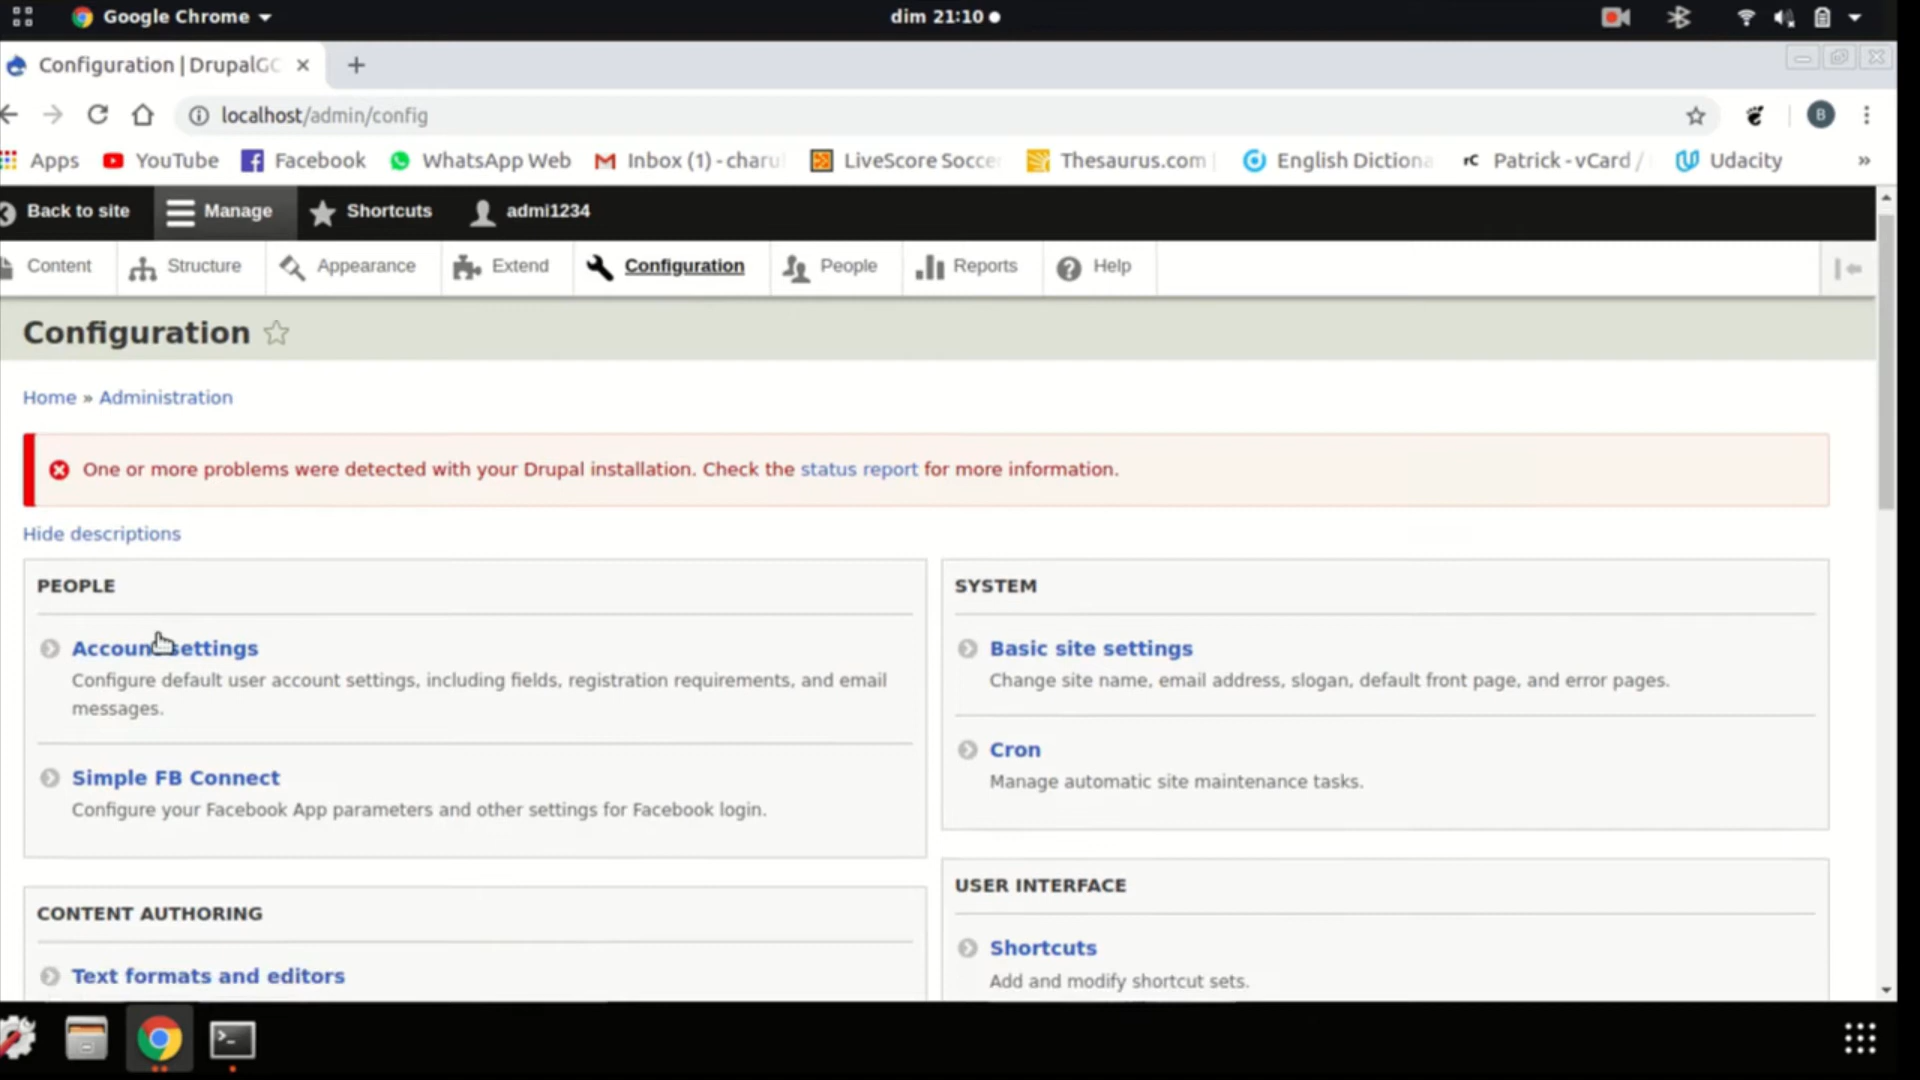 Google Chrome
dim 21:10
Configuration | DrupalGC
localhost/admin/config
B
Apps YouTube Facebook WhatsApp Web Inbox (1) - charu LiveScore Soccer Thesaurus.com English Dictiona rC Patrick - vCard / Udacity »
Back to site Manage Shortcuts admi1234
Content Structure Appearance Extend Configuration People Reports Help
Configuration
Home » Administration
One or more problems were detected with your Drupal installation. Check the status report for more information.
Hide descriptions
PEOPLE
Account settings
Configure default user account settings, including fields, registration requirements, and email
messages.
Simple FB Connect
Configure your Facebook App parameters and other settings for Facebook login.
CONTENT AUTHORING
Text formats and editors
SYSTEM
Basic site settings
Change site name, email address, slogan, default front page, and error pages.
Cron
Manage automatic site maintenance tasks.
USER INTERFACE
Shortcuts
Add and modify shortcut sets.